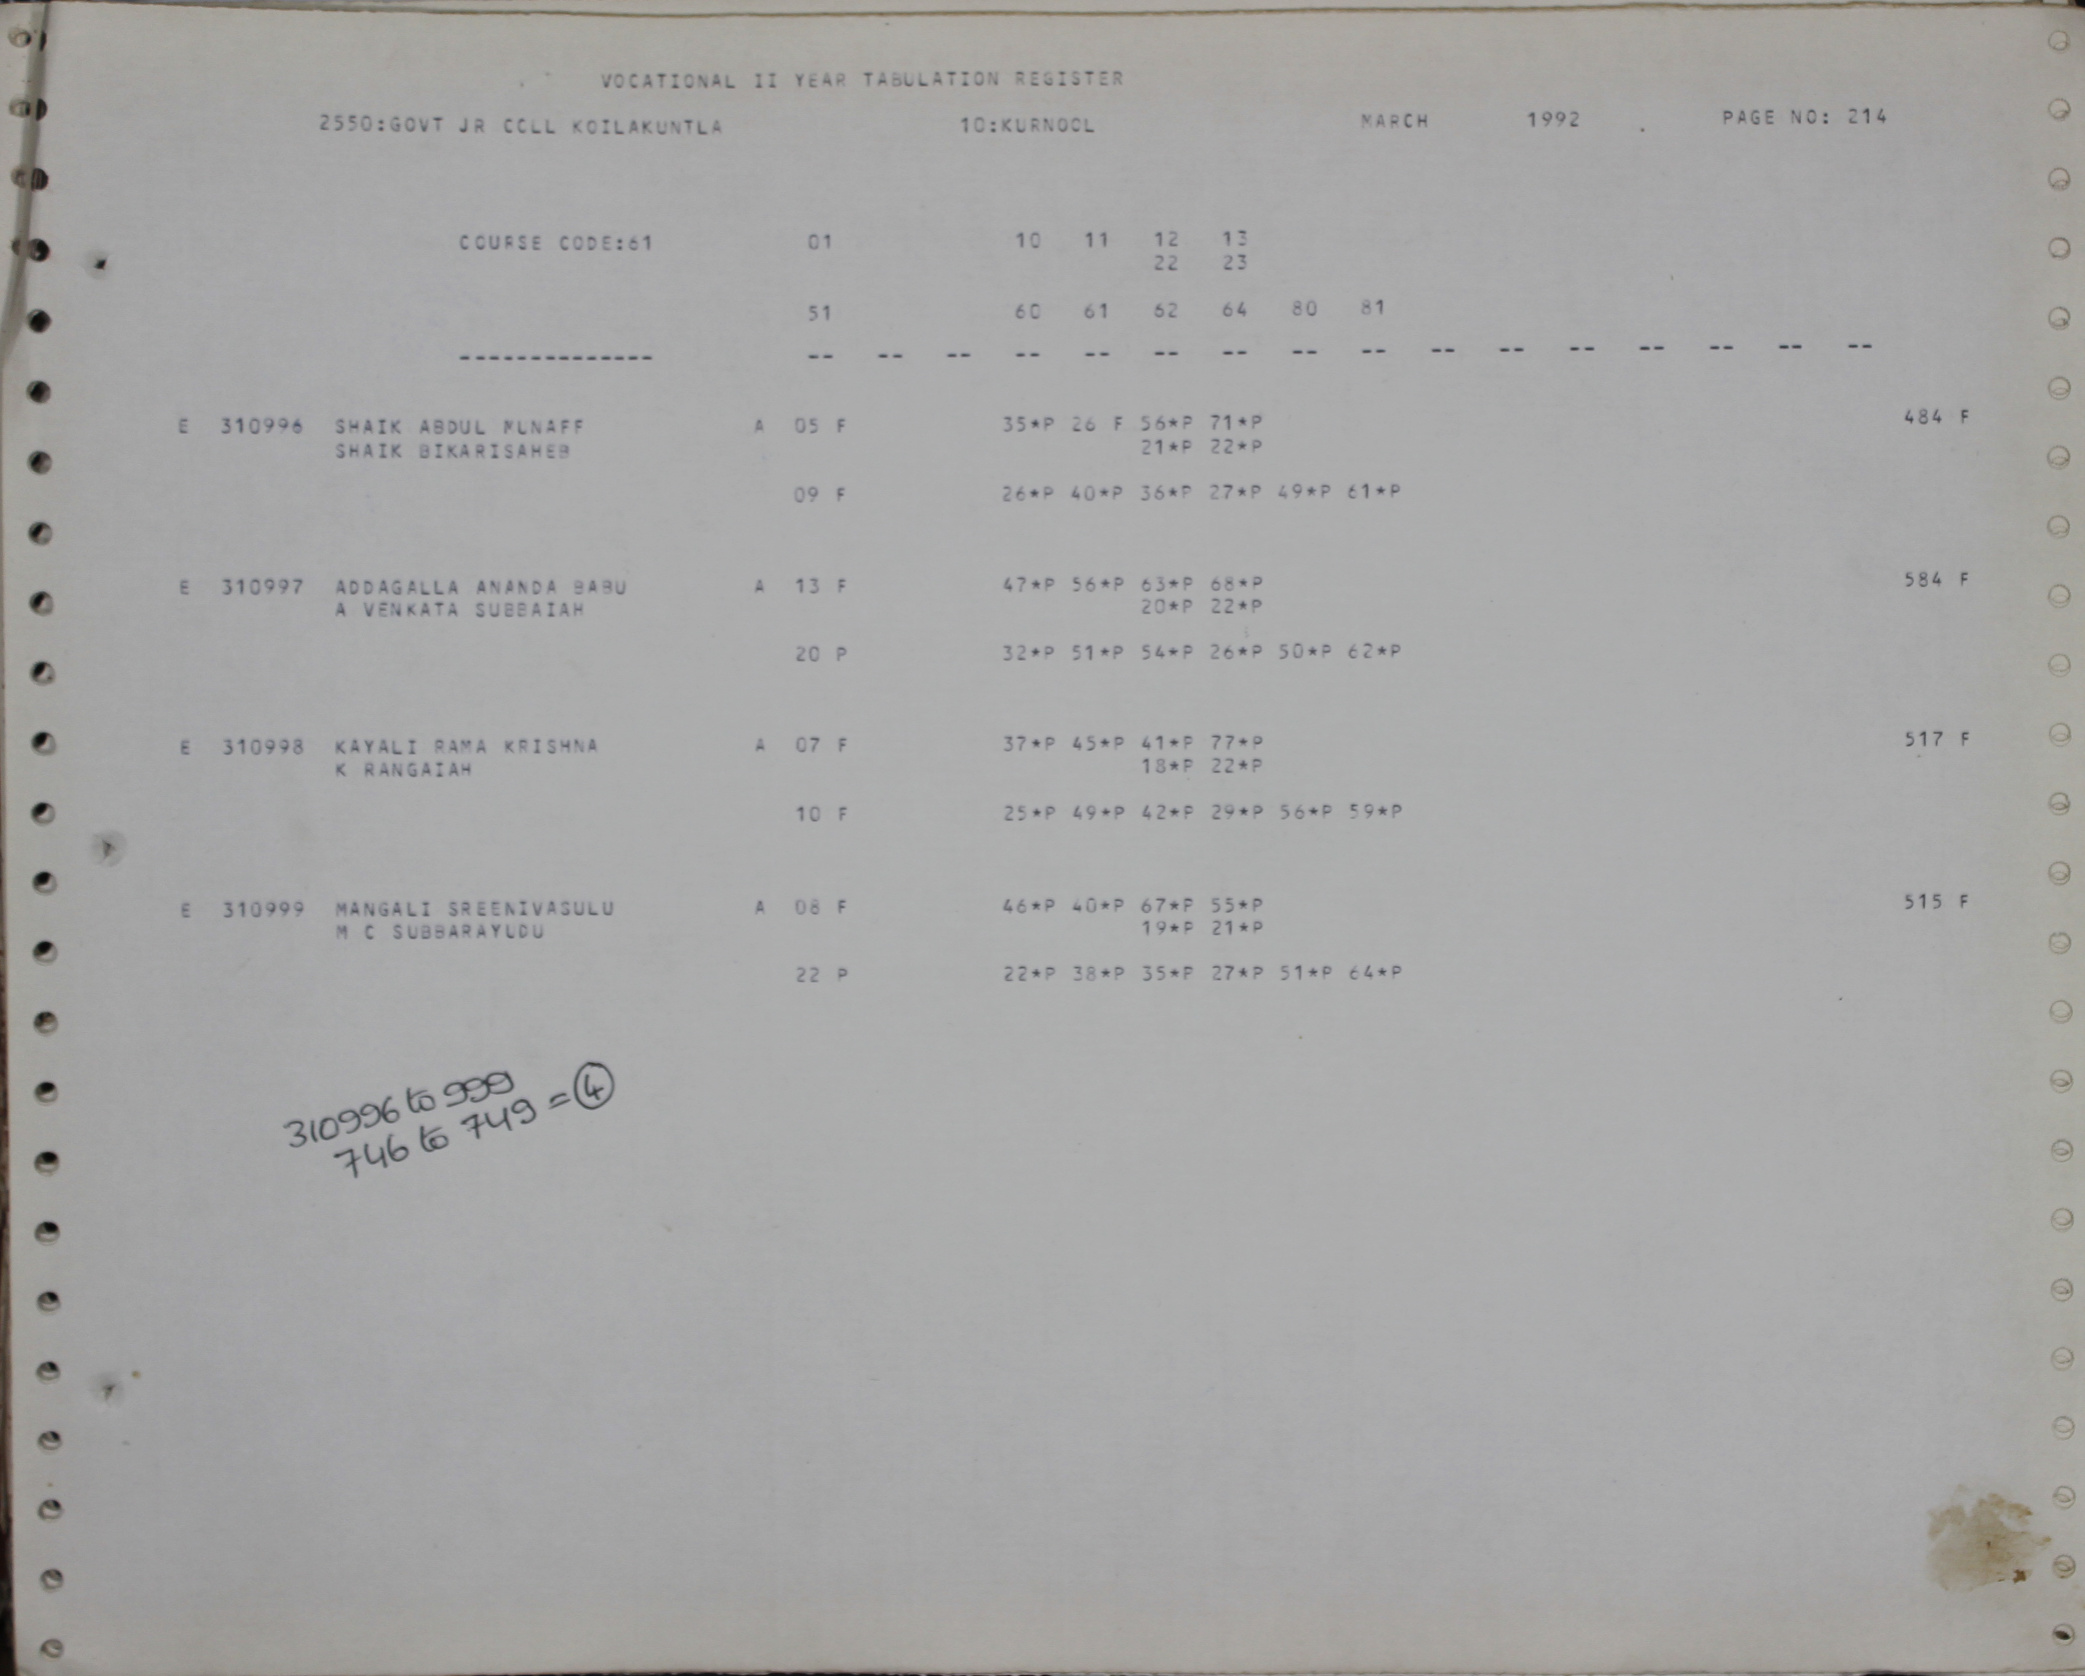 VOCATIONAL II YEAR TABULATION REGISTER
2550:GOVT JR COLL KOILAKUNTLA 10:KURNOOL MARCH 1992 PAGE NO: 214
COURSE CODE:61 01 10 11 12 13
22 23
51 60 61 62 64 80 81
-------------- -- -- -- -- -- -- -- -- -- -- -- -- -- -- -- --
E 310996 SHAIK ABDUL MUNAFF A 05 F 35*P 26 F 56*P 71*P 484 F
SHAIK BIKARISAHEB 21*P 22*P
09 F 26*P 40*P 36*P 27*P 49*P 61*P
E 310997 ADDAGALLA ANANDA BABU A 13 F 47*P 56*P 63*P 68*P 584 F
A VENKATA SUBBAIAH 20*P 22*P
20 P 32*P 51*P 54*P 26*P 50*P 62*P
E 310998 KAYALI RAMA KRISHNA A 07 F 37*P 45*P 41*P 77*P 517 F
K RANGAIAH 18*P 22*P
10 F 25*P 49*P 42*P 29*P 56*P 59*P
E 310999 MANGALI SREENIVASULU A 08 F 46*P 40*P 67*P 55*P 515 F
M C SUBBARAYUDU 19*P 21*P
22 P 22*P 38*P 35*P 27*P 51*P 64*P
310996 to 999
746 to 749 = 4